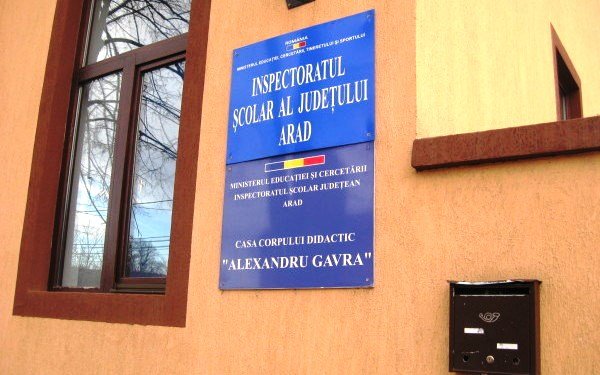 ROMÂNIA
MINISTERUL EDUCAȚIEI, CERCETĂRII, TINERETULUI ȘI SPORTULUI
INSPECTORATUL
ȘCOLAR AL JUDEȚULUI
ARAD
MINISTERUL EDUCAȚIEI ȘI CERCETĂRII
INSPECTORATUL ȘCOLAR JUDEȚEAN
ARAD
CASA CORPULUI DIDACTIC
"ALEXANDRU GAVRA"